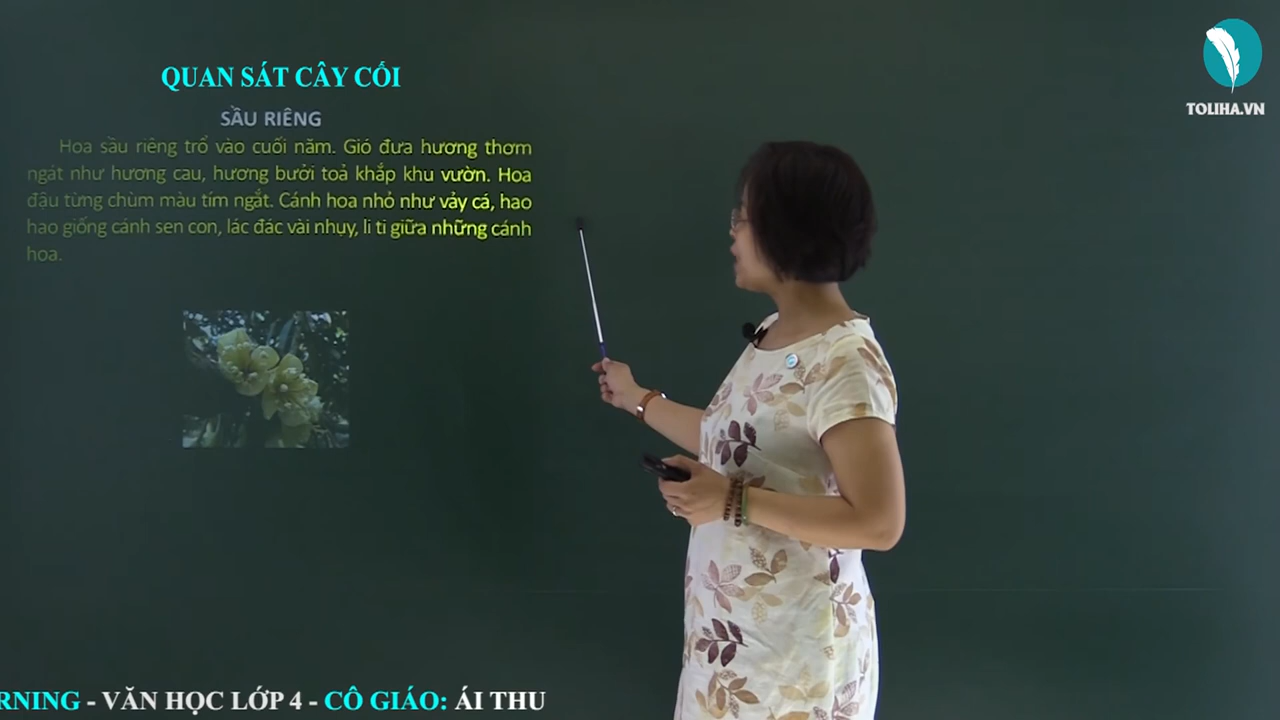 TOLIHA.VN
QUAN SÁT CÂY CỐI
SẦU RIÊNG
Hoa sầu riêng trổ vào cuối năm. Gió đưa hương thơm
ngát như hương cau, hương bưởi toả khắp khu vườn. Hoa
đậu từng chùm màu tím ngắt. Cánh hoa nhỏ như vảy cá, hao
hao giống cánh sen con, lác đác vài nhụy, li ti giữa những cánh
hoa.
RNING - VĂN HỌC LỚP 4 - CÔ GIÁO: ÁI THU